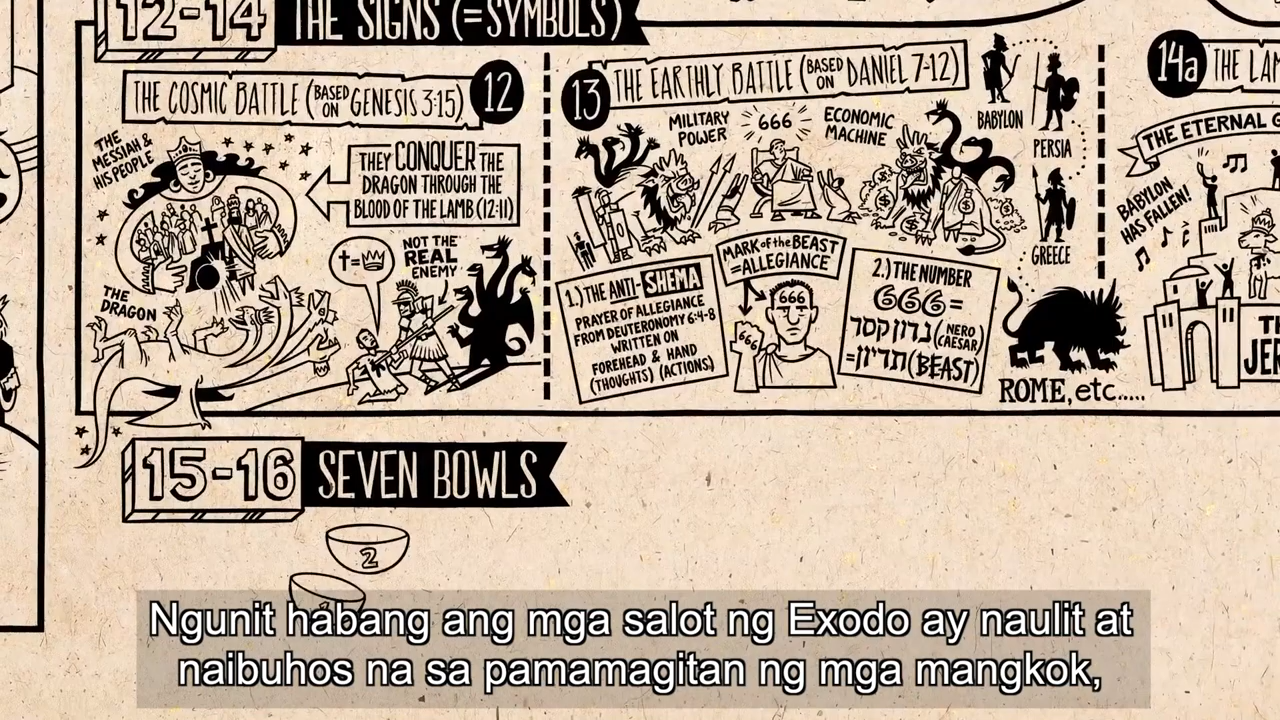 12-14 THE SIGNS (=SYMBOLS)
THE COSMIC BATTLE (BASED ON GENESIS 3:15) 12
THE
MESSIAH &
HIS PEOPLE
THEY CONQUER THE
DRAGON THROUGH THE
BLOOD OF THE LAMB (12:11)
✝=
NOT THE
REAL
ENEMY
THE
DRAGON
13 THE EARTHLY BATTLE (BASED ON DANIEL 7-12)
MILITARY
POWER
666
ECONOMIC
MACHINE
$
$
$
BABYLON
PERSIA
GREECE
ROME, etc.....
MARK of the BEAST
=ALLEGIANCE
1.) THE ANTI-SHEMA
PRAYER OF ALLEGIANCE
FROM DEUTERONOMY 6:4-8
WRITTEN ON
FOREHEAD & HAND
(THOUGHTS) (ACTIONS)
666
666
2.) THE NUMBER
666=
נרון קסר (NERO CAESAR)
=תריון (BEAST)
14a THE LAM
THE ETERNAL G
BABYLON
HAS FALLEN!
JER
15-16 SEVEN BOWLS
2
Ngunit habang ang mga salot ng Exodo ay naulit at
naibuhos na sa pamamagitan ng mga mangkok,